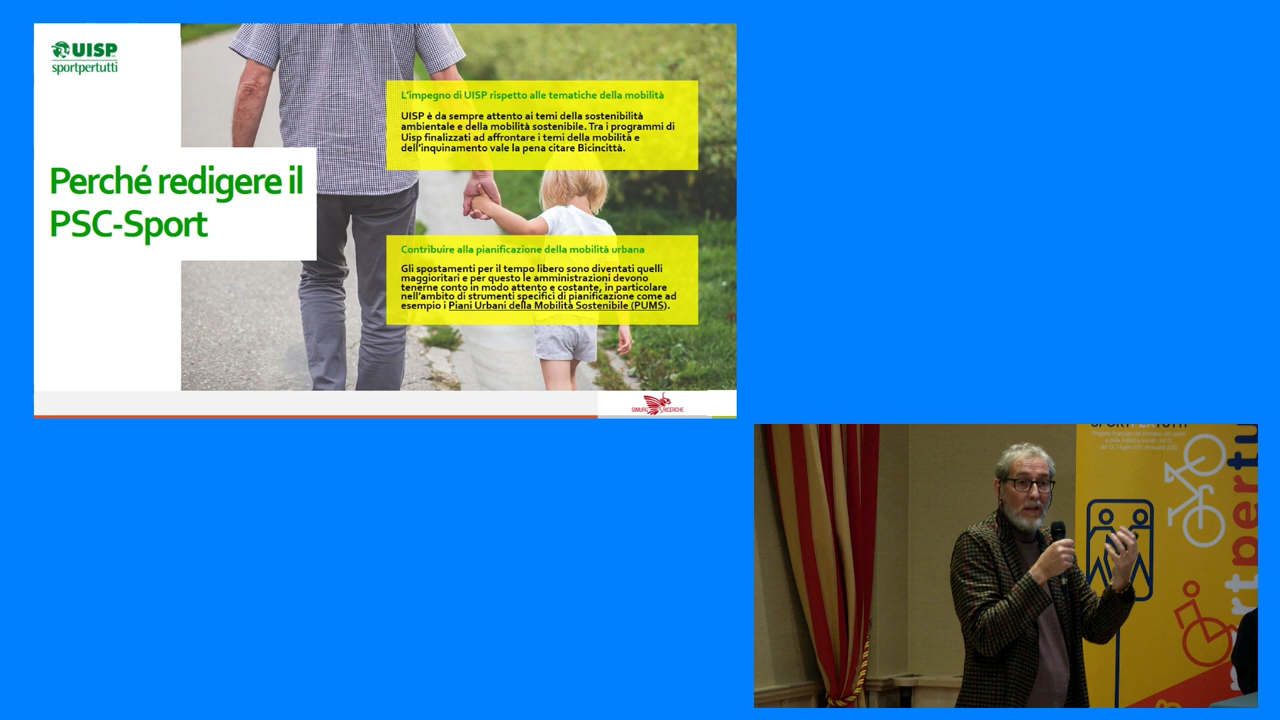 UISP
sportpertutti
Perché redigere il
PSC-Sport
L'impegno di UISP rispetto alle tematiche della mobilità
UISP è da sempre attento ai temi della sostenibilità
ambientale e della mobilità sostenibile. Tra i programmi di
Uisp finalizzati ad affrontare i temi della mobilità e
dell'inquinamento vale la pena citare Bicincittà.
Contribuire alla pianificazione della mobilità urbana
Gli spostamenti per il tempo libero sono diventati quelli
maggioritari e per questo le amministrazioni devono
tenerne conto in modo attento e costante, in particolare
nell'ambito di strumenti specifici di pianificazione come ad
esempio i Piani Urbani della Mobilità Sostenibile (PUMS).
SIMURG RICERCHE
SPORTPERTUTTI
rtpertu